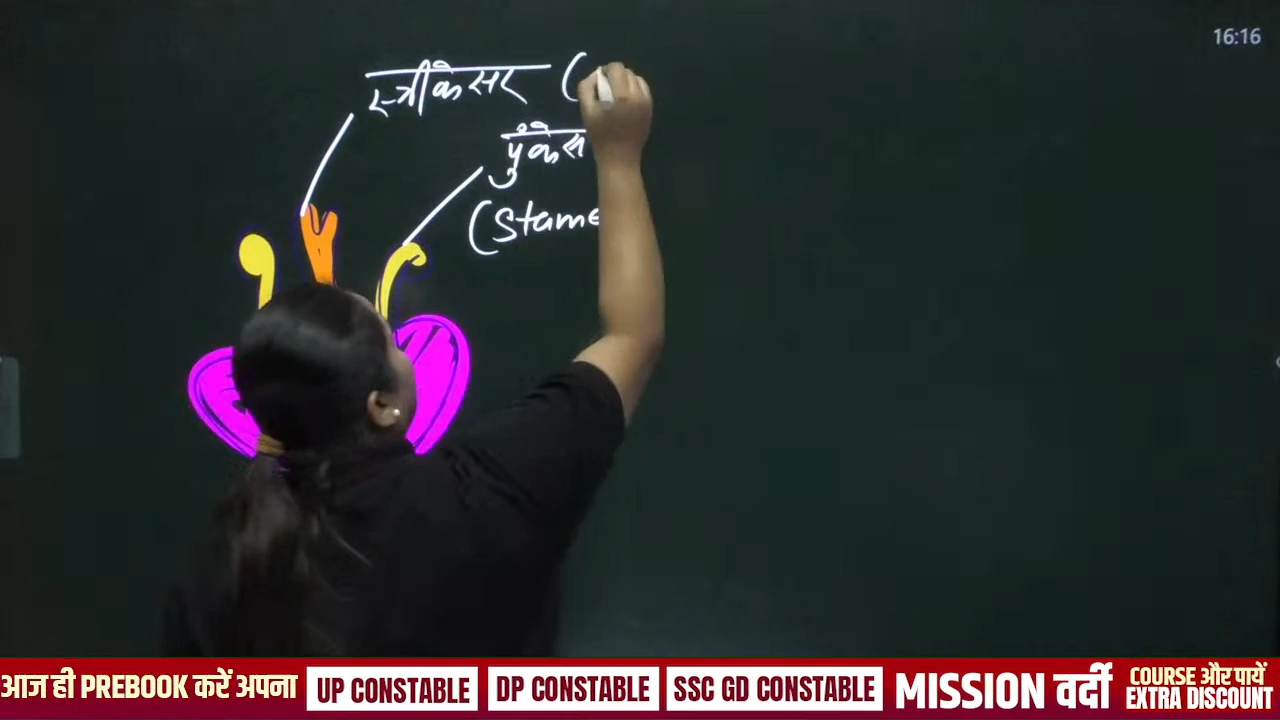 16:16
स्त्रीकेसर (
पुंकेस
(Stame
आज ही PREBOOK करें अपना
UP CONSTABLE
DP CONSTABLE
SSC GD CONSTABLE
MISSION वर्दी
COURSE और पायें
EXTRA DISCOUNT